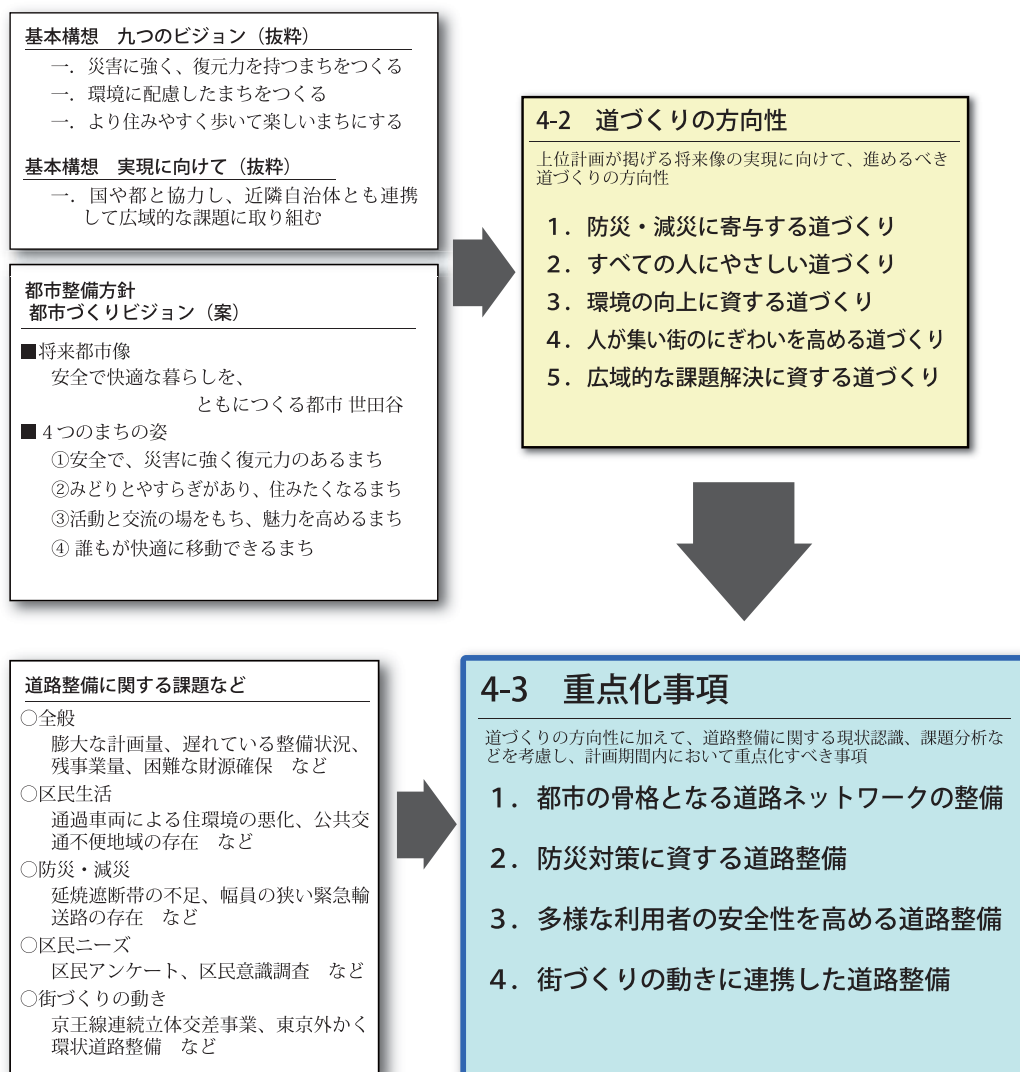 基本構想　九つのビジョン（抜粋）
一．災害に強く、復元力を持つまちをつくる
一．環境に配慮したまちをつくる
一．より住みやすく歩いて楽しいまちにする
基本構想　実現に向けて（抜粋）
一．国や都と協力し、近隣自治体とも連携
して広域的な課題に取り組む
都市整備方針
都市づくりビジョン（案）
■将来都市像
安全で快適な暮らしを、
ともにつくる都市 世田谷
■ ４つのまちの姿
①安全で、災害に強く復元力のあるまち
②みどりとやすらぎがあり、住みたくなるまち
③活動と交流の場をもち、魅力を高めるまち
④ 誰もが快適に移動できるまち
4-2　道づくりの方向性
上位計画が掲げる将来像の実現に向けて、進めるべき
道づくりの方向性
１．防災・減災に寄与する道づくり
２．すべての人にやさしい道づくり
３．環境の向上に資する道づくり
４．人が集い街のにぎわいを高める道づくり
５．広域的な課題解決に資する道づくり
道路整備に関する課題など
○全般
膨大な計画量、遅れている整備状況、
残事業量、困難な財源確保　など
○区民生活
通過車両による住環境の悪化、公共交
通不便地域の存在　など
○防災・減災
延焼遮断帯の不足、幅員の狭い緊急輸
送路の存在　など
○区民ニーズ
区民アンケート、区民意識調査　など
○街づくりの動き
京王線連続立体交差事業、東京外かく
環状道路整備　など
4-3　重点化事項
道づくりの方向性に加えて、道路整備に関する現状認識、課題分析な
どを考慮し、計画期間内において重点化すべき事項
１．都市の骨格となる道路ネットワークの整備
２．防災対策に資する道路整備
３．多様な利用者の安全性を高める道路整備
４．街づくりの動きに連携した道路整備